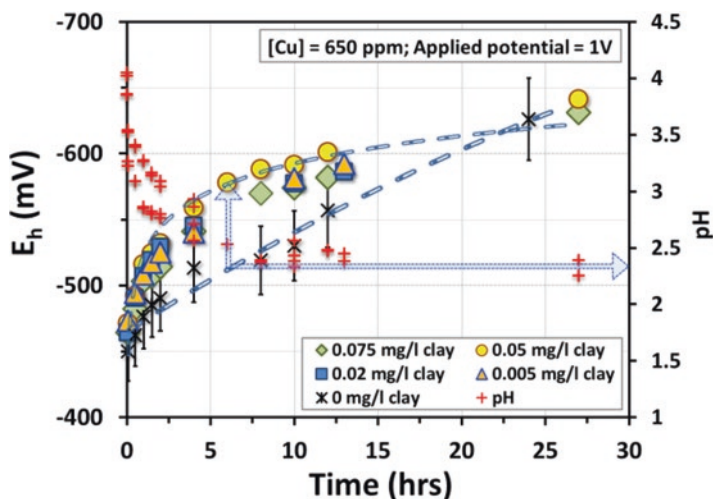 -700
-600
-500
-400
E_h (mV)
[Cu] = 650 ppm; Applied potential = 1V
4.5
4
3.5
3
2.5
2
1.5
1
pH
0.075 mg/l clay
0.05 mg/l clay
0.02 mg/l clay
0.005 mg/l clay
0 mg/l clay
pH
0 5 10 15 20 25 30
Time (hrs)